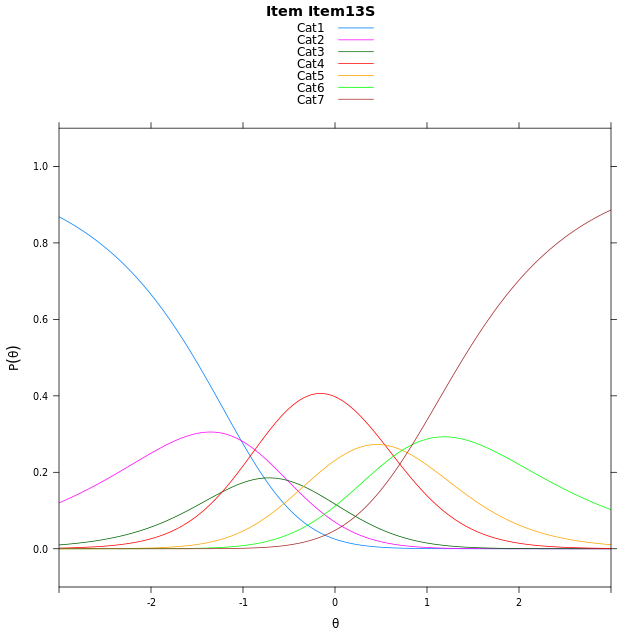 Item Item13S
Cat1
Cat2
Cat3
Cat4
Cat5
Cat6
Cat7
1.0
0.8
0.6
0.4
0.2
0.0
P(θ)
-2 -1 0 1 2
θ